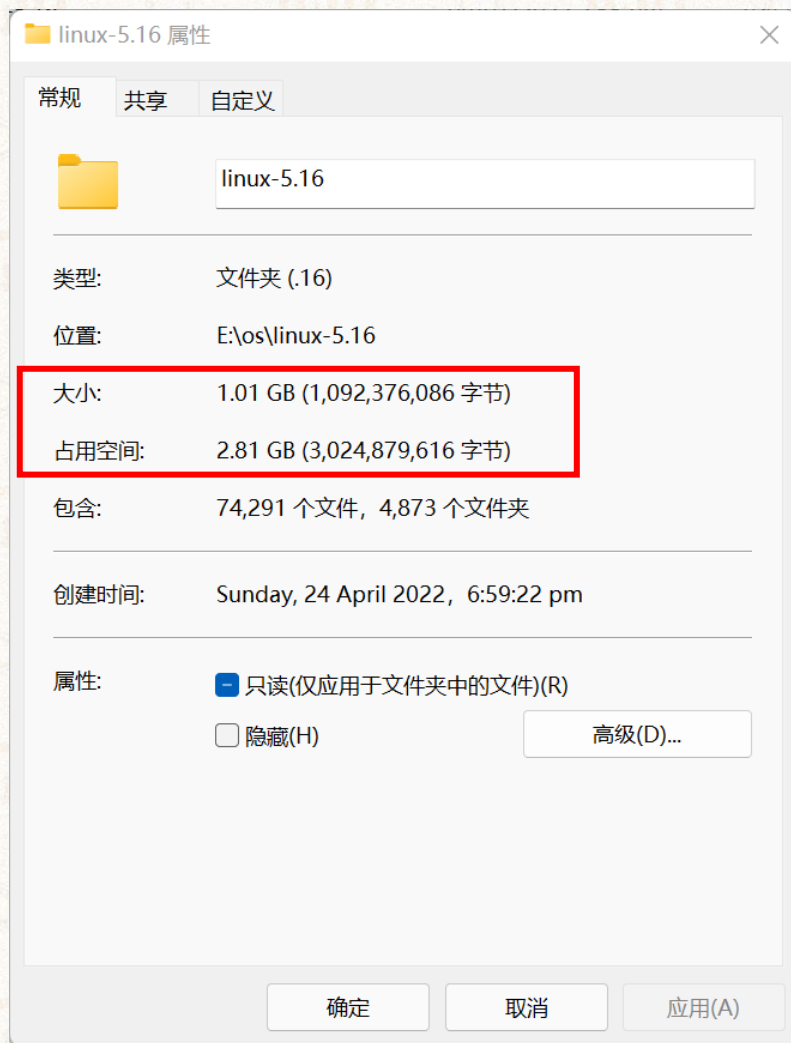 linux-5.16 属性
常规 共享 自定义
linux-5.16
类型: 文件夹 (.16)
位置: E:\os\linux-5.16
大小: 1.01 GB (1,092,376,086 字节)
占用空间: 2.81 GB (3,024,879,616 字节)
包含: 74,291 个文件，4,873 个文件夹
创建时间: Sunday, 24 April 2022，6:59:22 pm
属性: 只读(仅应用于文件夹中的文件)(R)
隐藏(H) 高级(D)...
确定 取消 应用(A)